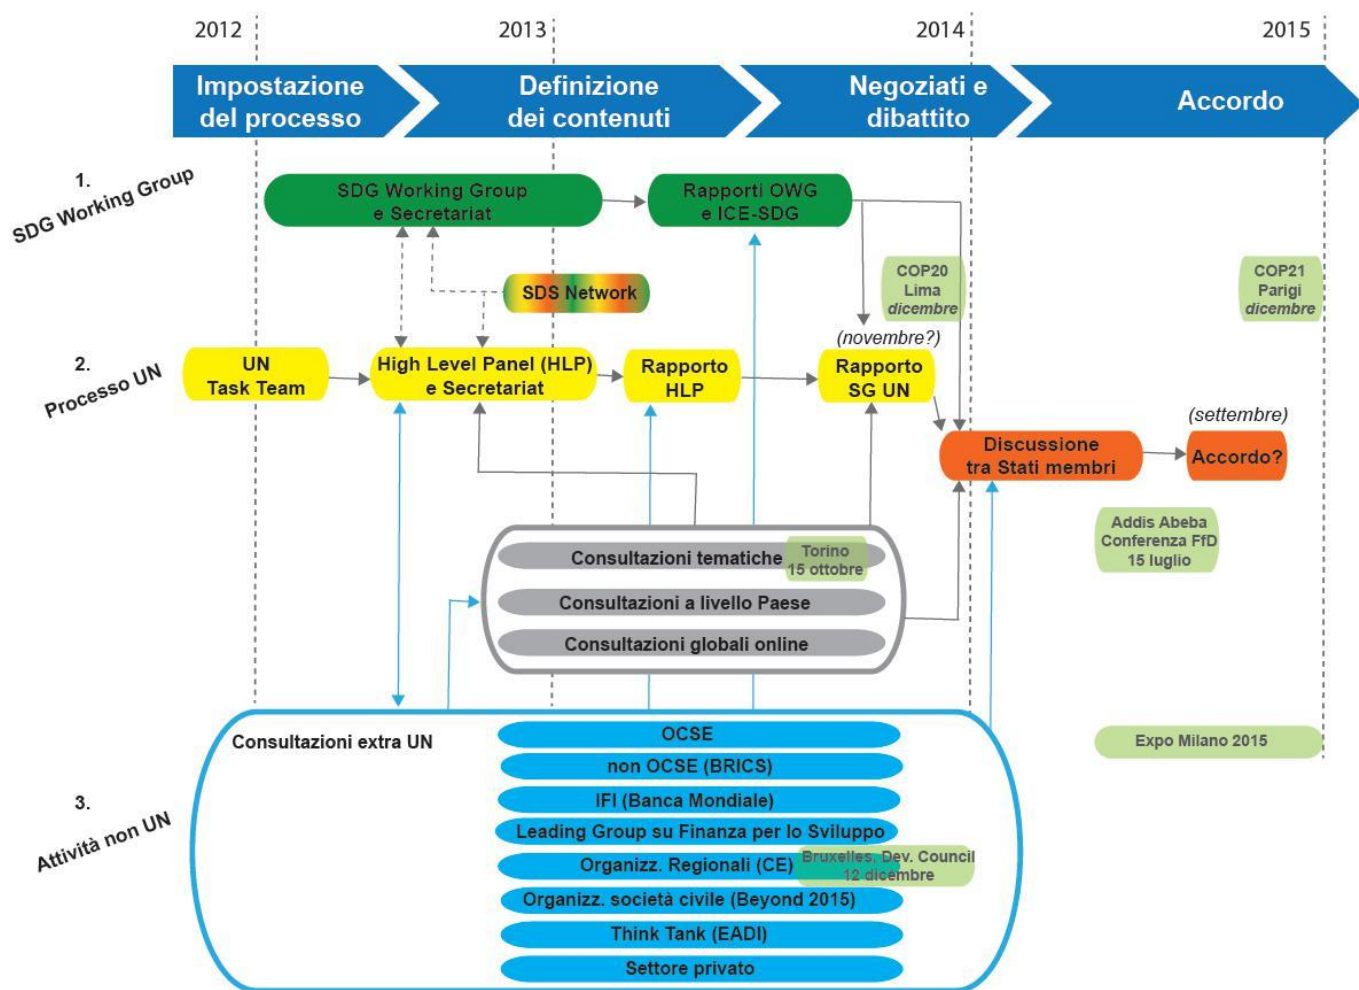 2012
2013
2014
2015
Impostazione
del processo
Definizione
dei contenuti
Negoziati e
dibattito
Accordo
1.
SDG Working Group
SDG Working Group
e Secretariat
Rapporti OWG
e ICE-SDG
SDS Network
COP20
Lima
dicembre
COP21
Parigi
dicembre
2.
Processo UN
UN
Task Team
High Level Panel (HLP)
e Secretariat
Rapporto
HLP
(novembre?)
Rapporto
SG UN
Discussione
tra Stati membri
(settembre)
Accordo?
Addis Abeba
Conferenza FfD
15 luglio
Consultazioni tematiche
Torino
15 ottobre
Consultazioni a livello Paese
Consultazioni globali online
3.
Attività non UN
Consultazioni extra UN
OCSE
non OCSE (BRICS)
IFI (Banca Mondiale)
Leading Group su Finanza per lo Sviluppo
Organizz. Regionali (CE)
Bruxelles, Dev. Council
12 dicembre
Organizz. società civile (Beyond 2015)
Think Tank (EADI)
Settore privato
Expo Milano 2015